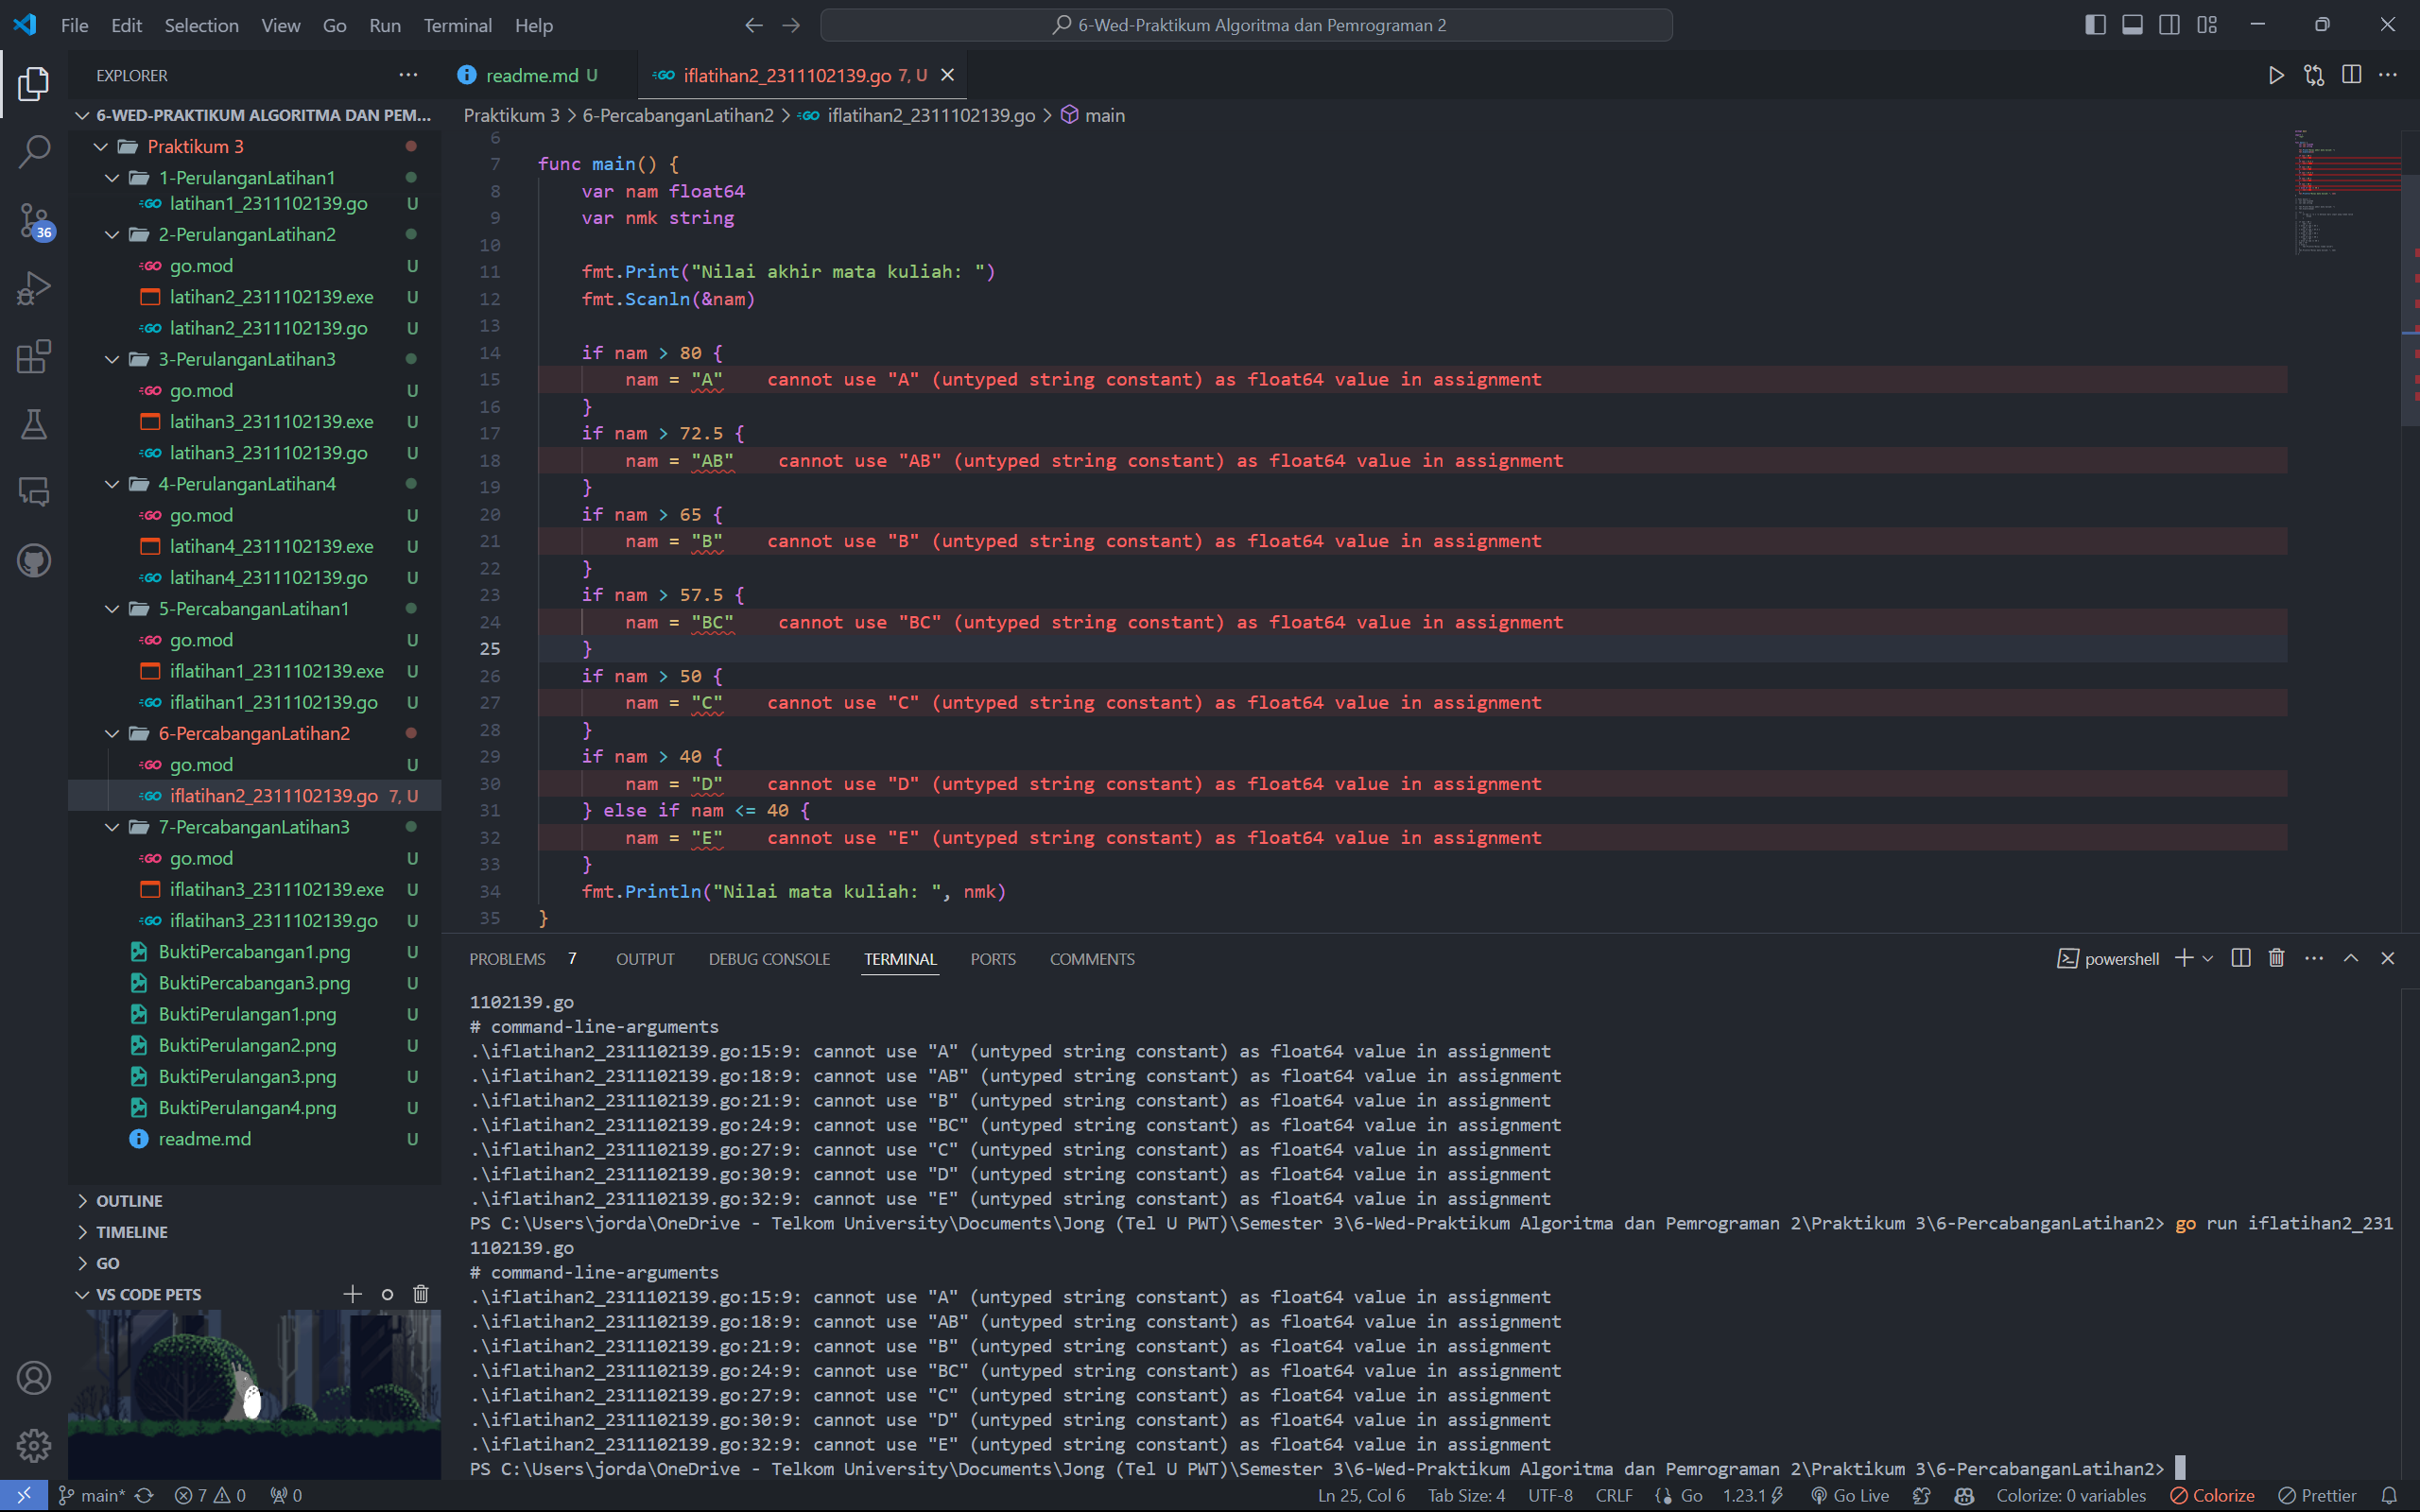 File Edit Selection View Go Run Terminal Help
6-Wed-Praktikum Algoritma dan Pemrograman 2
EXPLORER
6-WED-PRAKTIKUM ALGORITMA DAN PEM...
Praktikum 3
1-PerulanganLatihan1
latihan1_2311102139.go U
2-PerulanganLatihan2
go.mod U
latihan2_2311102139.exe U
latihan2_2311102139.go U
3-PerulanganLatihan3
go.mod U
latihan3_2311102139.exe U
latihan3_2311102139.go U
4-PerulanganLatihan4
go.mod U
latihan4_2311102139.exe U
latihan4_2311102139.go U
5-PercabanganLatihan1
go.mod U
iflatihan1_2311102139.exe U
iflatihan1_2311102139.go U
6-PercabanganLatihan2
go.mod U
iflatihan2_2311102139.go 7, U
7-PercabanganLatihan3
go.mod U
iflatihan3_2311102139.exe U
iflatihan3_2311102139.go U
BuktiPercabangan1.png U
BuktiPercabangan3.png U
BuktiPerulangan1.png U
BuktiPerulangan2.png U
BuktiPerulangan3.png U
BuktiPerulangan4.png U
readme.md U
OUTLINE
TIMELINE
GO
VS CODE PETS
36
readme.md U iflatihan2_2311102139.go 7, U
Praktikum 3 > 6-PercabanganLatihan2 > iflatihan2_2311102139.go > main
6
7 func main() {
8 var nam float64
9 var nmk string
10
11 fmt.Print("Nilai akhir mata kuliah: ")
12 fmt.Scanln(&nam)
13
14 if nam > 80 {
15 nam = "A" cannot use "A" (untyped string constant) as float64 value in assignment
16 }
17 if nam > 72.5 {
18 nam = "AB" cannot use "AB" (untyped string constant) as float64 value in assignment
19 }
20 if nam > 65 {
21 nam = "B" cannot use "B" (untyped string constant) as float64 value in assignment
22 }
23 if nam > 57.5 {
24 nam = "BC" cannot use "BC" (untyped string constant) as float64 value in assignment
25 }
26 if nam > 50 {
27 nam = "C" cannot use "C" (untyped string constant) as float64 value in assignment
28 }
29 if nam > 40 {
30 nam = "D" cannot use "D" (untyped string constant) as float64 value in assignment
31 } else if nam <= 40 {
32 nam = "E" cannot use "E" (untyped string constant) as float64 value in assignment
33 }
34 fmt.Println("Nilai mata kuliah: ", nmk)
35 }
PROBLEMS 7 OUTPUT DEBUG CONSOLE TERMINAL PORTS COMMENTS powershell
1102139.go
# command-line-arguments
.\iflatihan2_2311102139.go:15:9: cannot use "A" (untyped string constant) as float64 value in assignment
.\iflatihan2_2311102139.go:18:9: cannot use "AB" (untyped string constant) as float64 value in assignment
.\iflatihan2_2311102139.go:21:9: cannot use "B" (untyped string constant) as float64 value in assignment
.\iflatihan2_2311102139.go:24:9: cannot use "BC" (untyped string constant) as float64 value in assignment
.\iflatihan2_2311102139.go:27:9: cannot use "C" (untyped string constant) as float64 value in assignment
.\iflatihan2_2311102139.go:30:9: cannot use "D" (untyped string constant) as float64 value in assignment
.\iflatihan2_2311102139.go:32:9: cannot use "E" (untyped string constant) as float64 value in assignment
PS C:\Users\jorda\OneDrive - Telkom University\Documents\Jong (Tel U PWT)\Semester 3\6-Wed-Praktikum Algoritma dan Pemrograman 2\Praktikum 3\6-PercabanganLatihan2> go run iflatihan2_231
1102139.go
# command-line-arguments
.\iflatihan2_2311102139.go:15:9: cannot use "A" (untyped string constant) as float64 value in assignment
.\iflatihan2_2311102139.go:18:9: cannot use "AB" (untyped string constant) as float64 value in assignment
.\iflatihan2_2311102139.go:21:9: cannot use "B" (untyped string constant) as float64 value in assignment
.\iflatihan2_2311102139.go:24:9: cannot use "BC" (untyped string constant) as float64 value in assignment
.\iflatihan2_2311102139.go:27:9: cannot use "C" (untyped string constant) as float64 value in assignment
.\iflatihan2_2311102139.go:30:9: cannot use "D" (untyped string constant) as float64 value in assignment
.\iflatihan2_2311102139.go:32:9: cannot use "E" (untyped string constant) as float64 value in assignment
PS C:\Users\jorda\OneDrive - Telkom University\Documents\Jong (Tel U PWT)\Semester 3\6-Wed-Praktikum Algoritma dan Pemrograman 2\Praktikum 3\6-PercabanganLatihan2>
main* 7 0 0 Ln 25, Col 6 Tab Size: 4 UTF-8 CRLF Go 1.23.1 Go Live Colorize: 0 variables Colorize Prettier